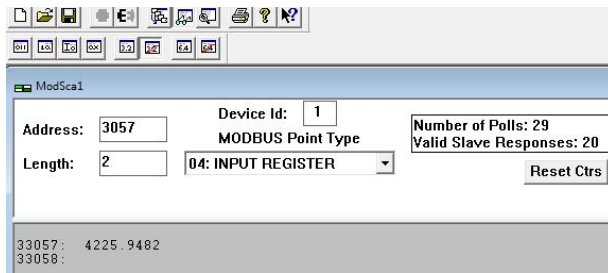 ModSca1
Address: 3057
Device Id: 1
MODBUS Point Type
Length: 2
04: INPUT REGISTER
Number of Polls: 29
Valid Slave Responses: 20
Reset Ctrs
33057: 4225.9482
33058: